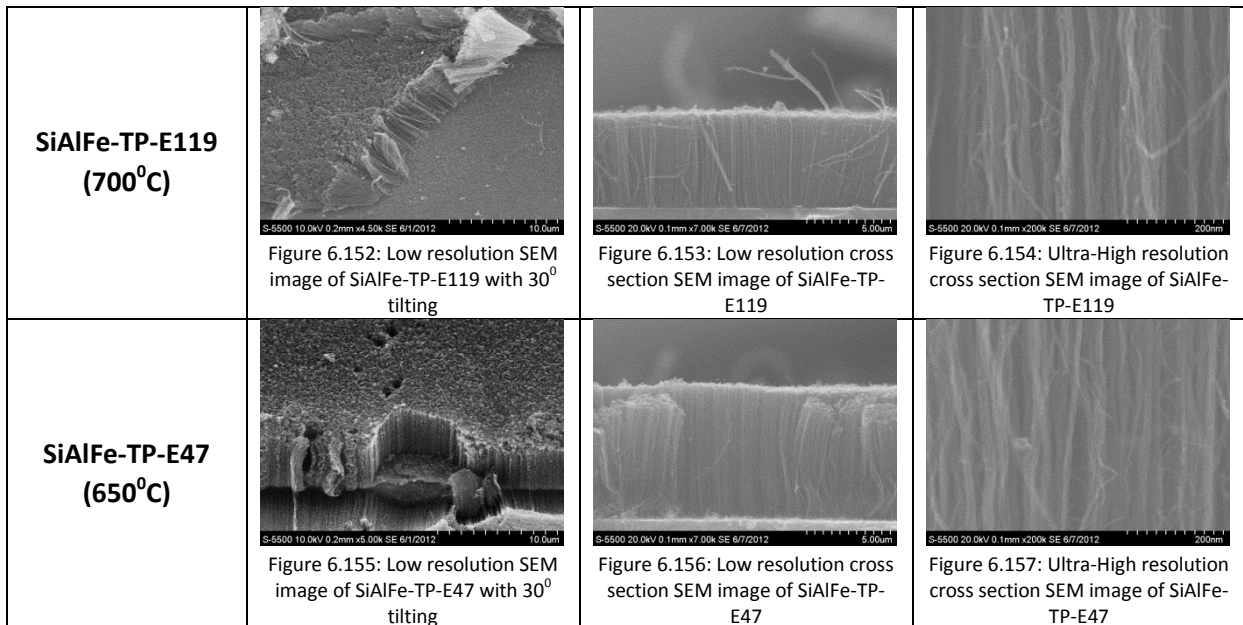 SiAlFe-TP-E119
(700⁰C)
S-5500 10.0kV 0.2mm x4.50k SE 6/1/2012 10.0um
Figure 6.152: Low resolution SEM
image of SiAlFe-TP-E119 with 30⁰
tilting
S-5500 20.0kV 0.1mm x7.00k SE 6/7/2012 5.00um
Figure 6.153: Low resolution cross
section SEM image of SiAlFe-TP-
E119
S-5500 20.0kV 0.1mm x200k SE 6/7/2012 200nm
Figure 6.154: Ultra-High resolution
cross section SEM image of SiAlFe-
TP-E119
SiAlFe-TP-E47
(650⁰C)
S-5500 10.0kV 0.2mm x5.00k SE 6/1/2012 10.0um
Figure 6.155: Low resolution SEM
image of SiAlFe-TP-E47 with 30⁰
tilting
S-5500 20.0kV 0.1mm x7.00k SE 6/7/2012 5.00um
Figure 6.156: Low resolution cross
section SEM image of SiAlFe-TP-
E47
S-5500 20.0kV 0.1mm x200k SE 6/7/2012 200nm
Figure 6.157: Ultra-High resolution
cross section SEM image of SiAlFe-
TP-E47